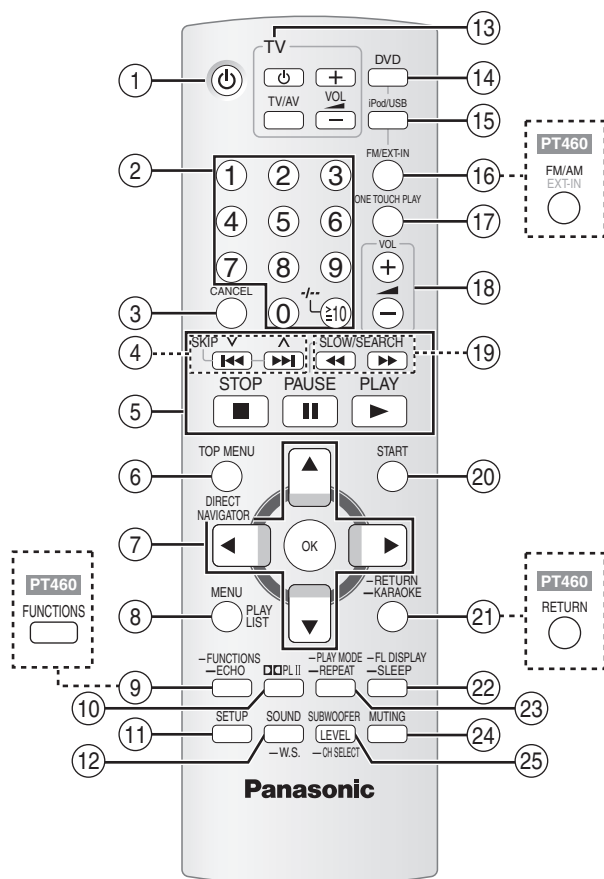 TV
13
1
DVD
14
TV/AV
VOL
iPod/USB
15
PT460
2
FM/EXT-IN
16
FM/AM
EXT-IN
1 2 3
ONE TOUCH PLAY
17
4 5 6
VOL
7 8 9
18
CANCEL
-/--
3
0 ≧10
SKIP
SLOW/SEARCH
4
19
STOP PAUSE PLAY
5
TOP MENU
START
6
20
DIRECT
NAVIGATOR
7
OK
PT460
FUNCTIONS
PT460
RETURN
8
MENU
PLAY
LIST
–RETURN
–KARAOKE
21
–FUNCTIONS
–ECHO
PL II
–PLAY MODE
–REPEAT
–FL DISPLAY
–SLEEP
9
22
10
23
SETUP
SOUND
SUBWOOFER
MUTING
11
LEVEL
24
12
–W.S.
–CH SELECT
25
Panasonic